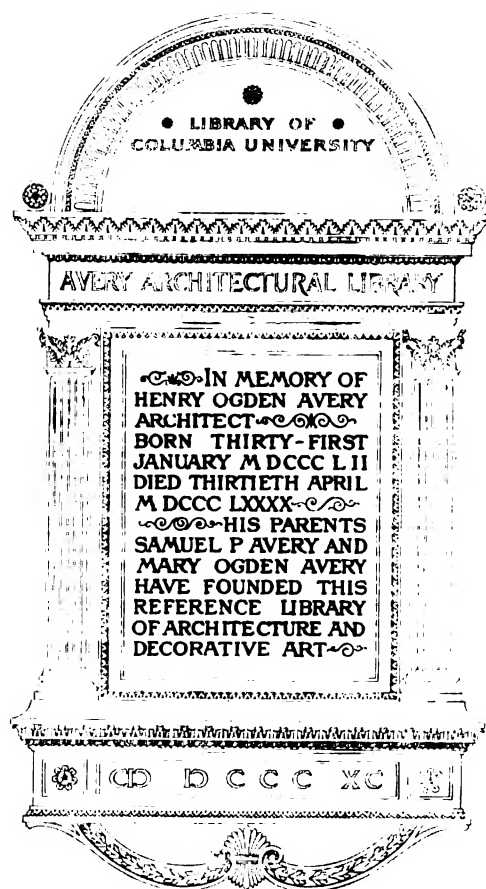 LIBRARY OF
COLUMBIA UNIVERSITY
AVERY ARCHITECTURAL LIBRARY
IN MEMORY OF
HENRY OGDEN AVERY
ARCHITECT
BORN THIRTY-FIRST
JANUARY M DCCC L II
DIED THIRTIETH APRIL
M DCCC LXXXX
HIS PARENTS
SAMUEL P AVERY AND
MARY OGDEN AVERY
HAVE FOUNDED THIS
REFERENCE LIBRARY
OF ARCHITECTURE AND
DECORATIVE ART
ↀ D C C C XC